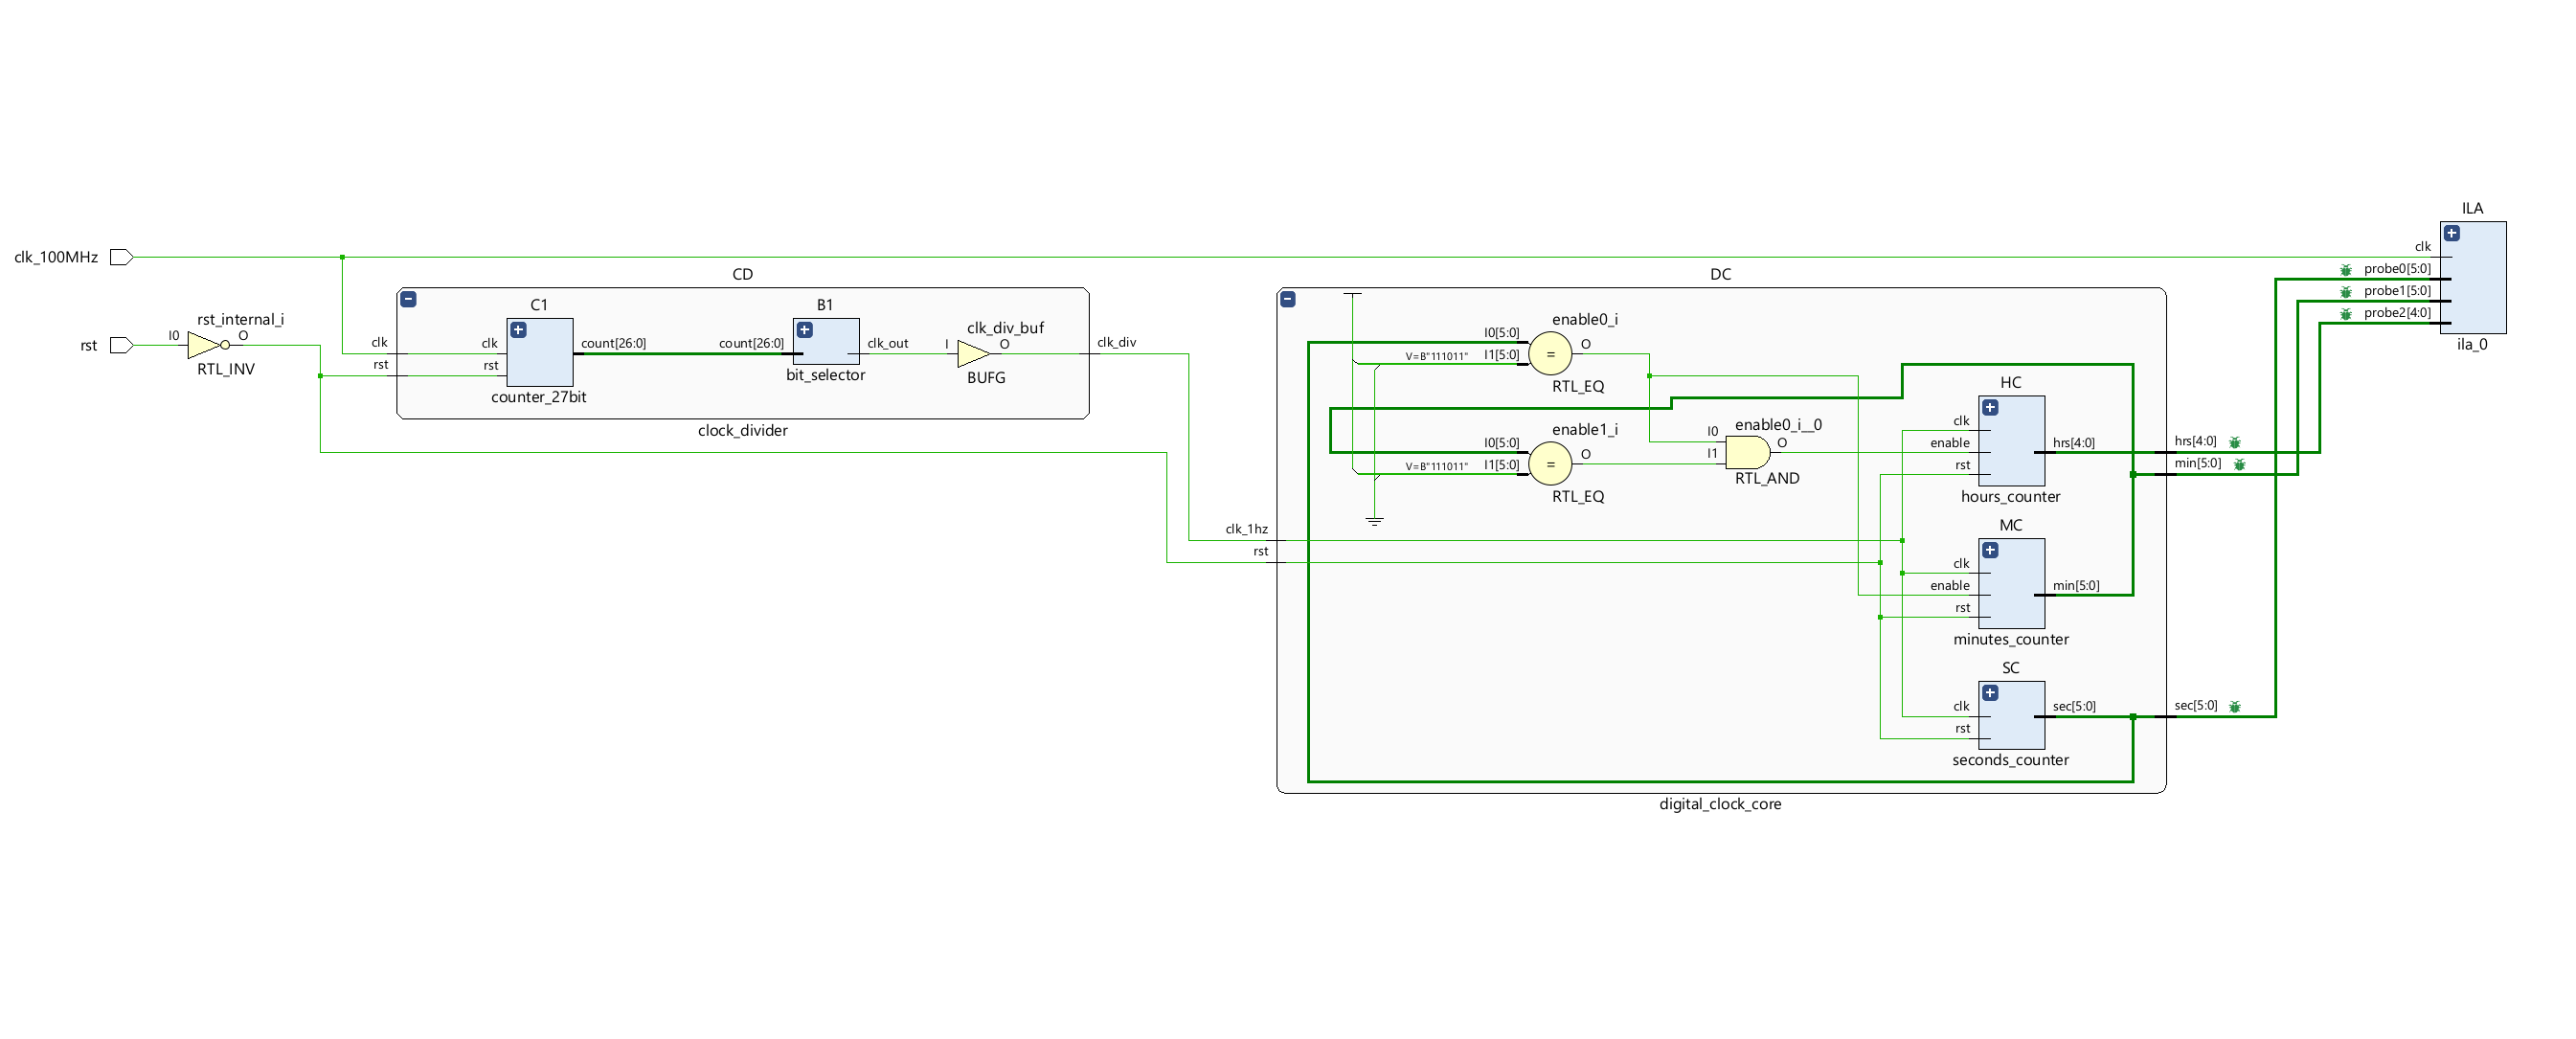 ILA
clk
probe0[5:0]
probe1[5:0]
probe2[4:0]
ila_0
clk_100MHz
rst
I0
rst_internal_i
O
RTL_INV
CD
clk
rst
C1
clk
rst
count[26:0]
counter_27bit
B1
count[26:0]
clk_out
bit_selector
clk_div_buf
I
O
BUFG
clk_div
clock_divider
DC
enable0_i
I0[5:0]
V=B"111011"
I1[5:0]
O
RTL_EQ
enable1_i
I0[5:0]
V=B"111011"
I1[5:0]
O
RTL_EQ
enable0_i__0
I0
I1
O
RTL_AND
HC
clk
enable
rst
hrs[4:0]
hours_counter
hrs[4:0]
min[5:0]
clk_1hz
rst
MC
clk
enable
rst
min[5:0]
minutes_counter
SC
clk
rst
sec[5:0]
seconds_counter
sec[5:0]
digital_clock_core